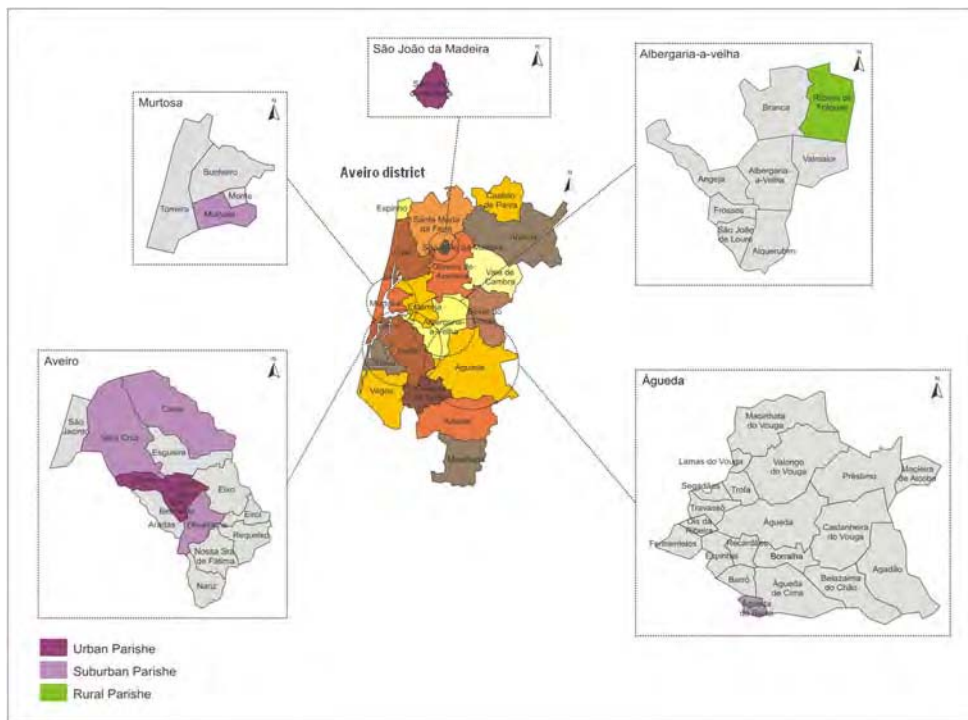 São João da Madeira
N
Albergaria-a-velha
N
Ribeira de
Fráguas
Branca
Valmaior
Albergaria-
a-Velha
Angeja
Frossos
São João
de Loure
Alquerubim
Murtosa
N
Bunheiro
Monte
Torreira
Murtosa
Aveiro district
N
Espinho
Castelo
de Paiva
Santa Maria
da Feira
Arouca
Vale de
Cambra
Albergaria-
a-Velha
Águeda
Vagos
Aveiro
N
São
Jacinto
Cacia
Vera Cruz
Esgueira
Eixo
Eirol
Aradas
Oliveirinha
Requeixo
Nossa Sra
de Fátima
Nariz
Águeda
N
Macinhata
do Vouga
Lamas do Vouga
Valongo
do Vouga
Préstimo
Macieira
de Alcoba
Segadães
Trofa
Travassô
Óis da
Ribeira
Águeda
Castanheira
do Vouga
Fermentelos
Recardães
Espinhel
Borralha
Agadão
Barrô
Águeda
de Cima
Belazaima
do Chão
Urban Parishe
Suburban Parishe
Rural Parishe